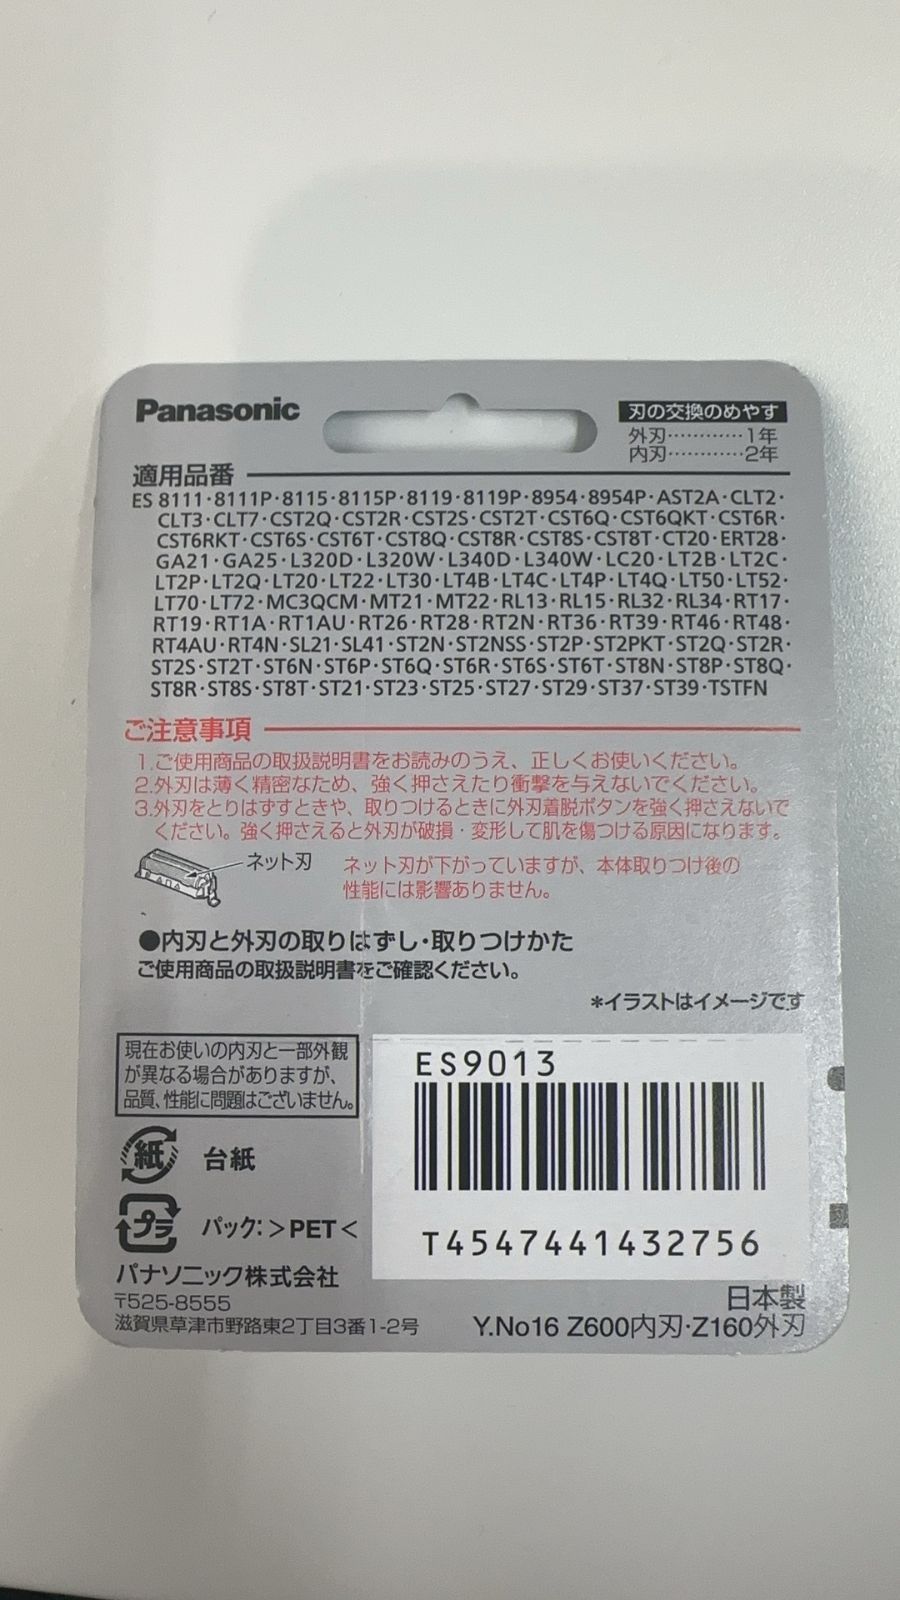 Panasonic
刃の交換のめやす
外刃…………1年
内刃…………2年
適用品番
ES 8111・8111P・8115・8115P・8119・8119P・8954・8954P・AST2A・CLT2・
CLT3・CLT7・CST2Q・CST2R・CST2S・CST2T・CST6Q・CST6QKT・CST6R・
CST6RKT・CST6S・CST6T・CST8Q・CST8R・CST8S・CST8T・CT20・ERT28・
GA21・GA25・L320D・L320W・L340D・L340W・LC20・LT2B・LT2C・
LT2P・LT2Q・LT20・LT22・LT30・LT4B・LT4C・LT4P・LT4Q・LT50・LT52・
LT70・LT72・MC3QCM・MT21・MT22・RL13・RL15・RL32・RL34・RT17・
RT19・RT1A・RT1AU・RT26・RT28・RT2N・RT36・RT39・RT46・RT48・
RT4AU・RT4N・SL21・SL41・ST2N・ST2NSS・ST2P・ST2PKT・ST2Q・ST2R・
ST2S・ST2T・ST6N・ST6P・ST6Q・ST6R・ST6S・ST6T・ST8N・ST8P・ST8Q・
ST8R・ST8S・ST8T・ST21・ST23・ST25・ST27・ST29・ST37・ST39・TSTFN
ご注意事項
1.ご使用商品の取扱説明書をお読みのうえ、正しくお使いください。
2.外刃は薄く精密なため、強く押さえたり衝撃を与えないでください。
3.外刃をとりはずすときや、取りつけるときに外刃着脱ボタンを強く押さえないで
ください。強く押さえると外刃が破損・変形して肌を傷つける原因になります。
ネット刃
ネット刃が下がっていますが、本体取りつけ後の
性能には影響ありません。
●内刃と外刃の取りはずし・取りつけかた
ご使用商品の取扱説明書をご確認ください。
*イラストはイメージです
現在お使いの内刃と一部外観
が異なる場合がありますが、
品質、性能に問題はございません。
ES9013
T4547441432756
紙 台紙
プラ パック:>PET<
パナソニック株式会社
〒525-8555
滋賀県草津市野路東2丁目3番1-2号
日本製
Y.No16 Z600内刃・Z160外刃